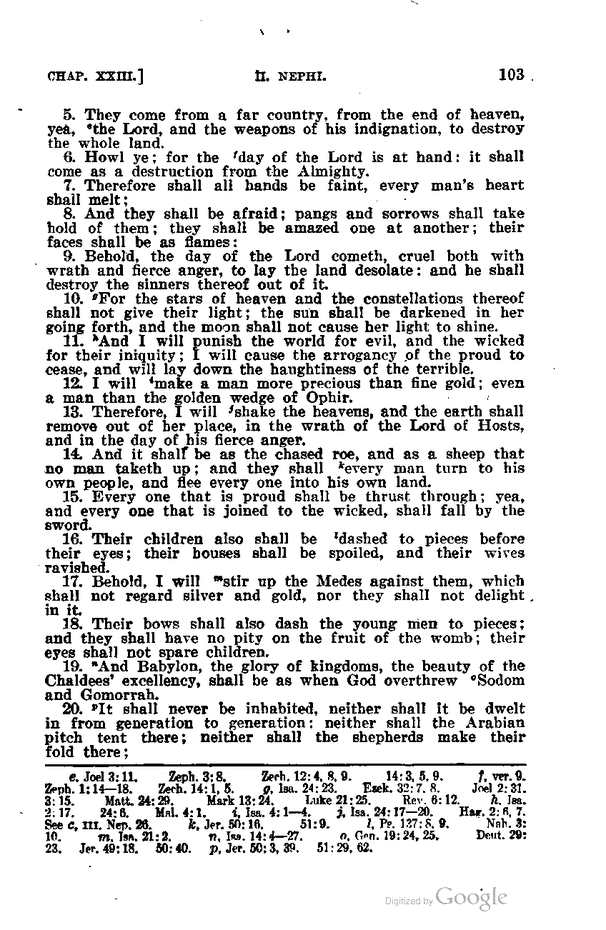 CHAP. XXIII.] II. NEPHI. 103
5. They come from a far country, from the end of heaven,
yea, ᵉthe Lord, and the weapons of his indignation, to destroy
the whole land.
6. Howl ye; for the ᶠday of the Lord is at hand: it shall
come as a destruction from the Almighty.
7. Therefore shall all hands be faint, every man's heart
shall melt;
8. And they shall be afraid; pangs and sorrows shall take
hold of them; they shall be amazed one at another; their
faces shall be as flames:
9. Behold, the day of the Lord cometh, cruel both with
wrath and fierce anger, to lay the land desolate: and he shall
destroy the sinners thereof out of it.
10. ᵍFor the stars of heaven and the constellations thereof
shall not give their light; the sun shall be darkened in her
going forth, and the moon shall not cause her light to shine.
11. ʰAnd I will punish the world for evil, and the wicked
for their iniquity; I will cause the arrogancy of the proud to
cease, and will lay down the haughtiness of the terrible.
12. I will ⁱmake a man more precious than fine gold; even
a man than the golden wedge of Ophir.
13. Therefore, I will ʲshake the heavens, and the earth shall
remove out of her place, in the wrath of the Lord of Hosts,
and in the day of his fierce anger.
14. And it shall be as the chased roe, and as a sheep that
no man taketh up; and they shall ᵏevery man turn to his
own people, and flee every one into his own land.
15. Every one that is proud shall be thrust through; yea,
and every one that is joined to the wicked, shall fall by the
sword.
16. Their children also shall be ˡdashed to pieces before
their eyes; their houses shall be spoiled, and their wives
ravished.
17. Behold, I will ᵐstir up the Medes against them, which
shall not regard silver and gold, nor they shall not delight
in it.
18. Their bows shall also dash the young men to pieces;
and they shall have no pity on the fruit of the womb; their
eyes shall not spare children.
19. ⁿAnd Babylon, the glory of kingdoms, the beauty of the
Chaldees' excellency, shall be as when God overthrew ᵒSodom
and Gomorrah.
20. ᵖIt shall never be inhabited, neither shall it be dwelt
in from generation to generation: neither shall the Arabian
pitch tent there; neither shall the shepherds make their
fold there;
e. Joel 3:11. Zeph. 3:8. Zech. 12:4, 8, 9. 14:3, 5, 9. f, ver. 9.
Zeph. 1:14—18. Zech. 14:1, 5. g, Isa. 24:23. Ezek. 32:7, 8. Joel 2:31.
3:15. Matt. 24:29. Mark 13:24. Luke 21:25. Rev. 6:12. h, Isa.
2:17. 24:6. Mal. 4:1. i, Isa. 4:1—4. j, Isa. 24:17—20. Hag. 2:6, 7.
See c, III. Nep. 26. k, Jer. 50:16. 51:9. l, Ps. 137:8, 9. Nah. 3:
10. m, Isa. 21:2. n, Isa. 14:4—27. o, Gen. 19:24, 25. Deut. 29:
23. Jer. 49:18. 50:40. p, Jer. 50:3, 39. 51:29, 62.
Digitized by Google